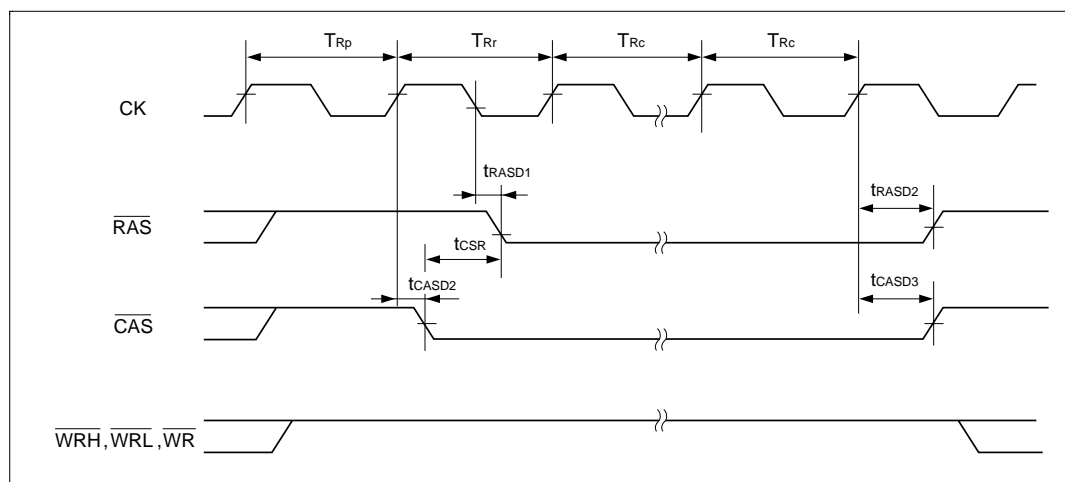 TRp TRr TRc TRc
CK
tRASD1
tRASD2
RAS
tCSR
tCASD2
tCASD3
CAS
WRH, WRL, WR